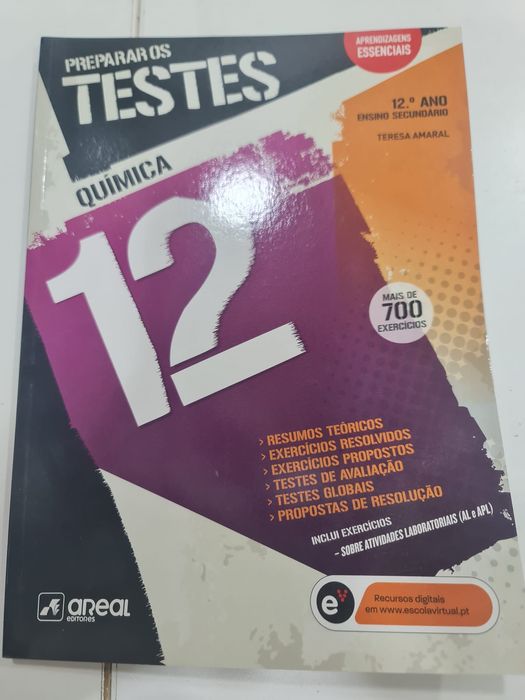 PREPARAR OS
TESTES
APRENDIZAGENS
ESSENCIAIS
12.º ANO
ENSINO SECUNDÁRIO
TERESA AMARAL
QUÍMICA
12
MAIS DE
700
EXERCÍCIOS
> RESUMOS TEÓRICOS
> EXERCÍCIOS RESOLVIDOS
> EXERCÍCIOS PROPOSTOS
> TESTES DE AVALIAÇÃO
> TESTES GLOBAIS
> PROPOSTAS DE RESOLUÇÃO
INCLUI EXERCÍCIOS
– SOBRE ATIVIDADES LABORATORIAIS (AL e APL)
areal
EDITORES
e
Recursos digitais
em www.escolavirtual.pt